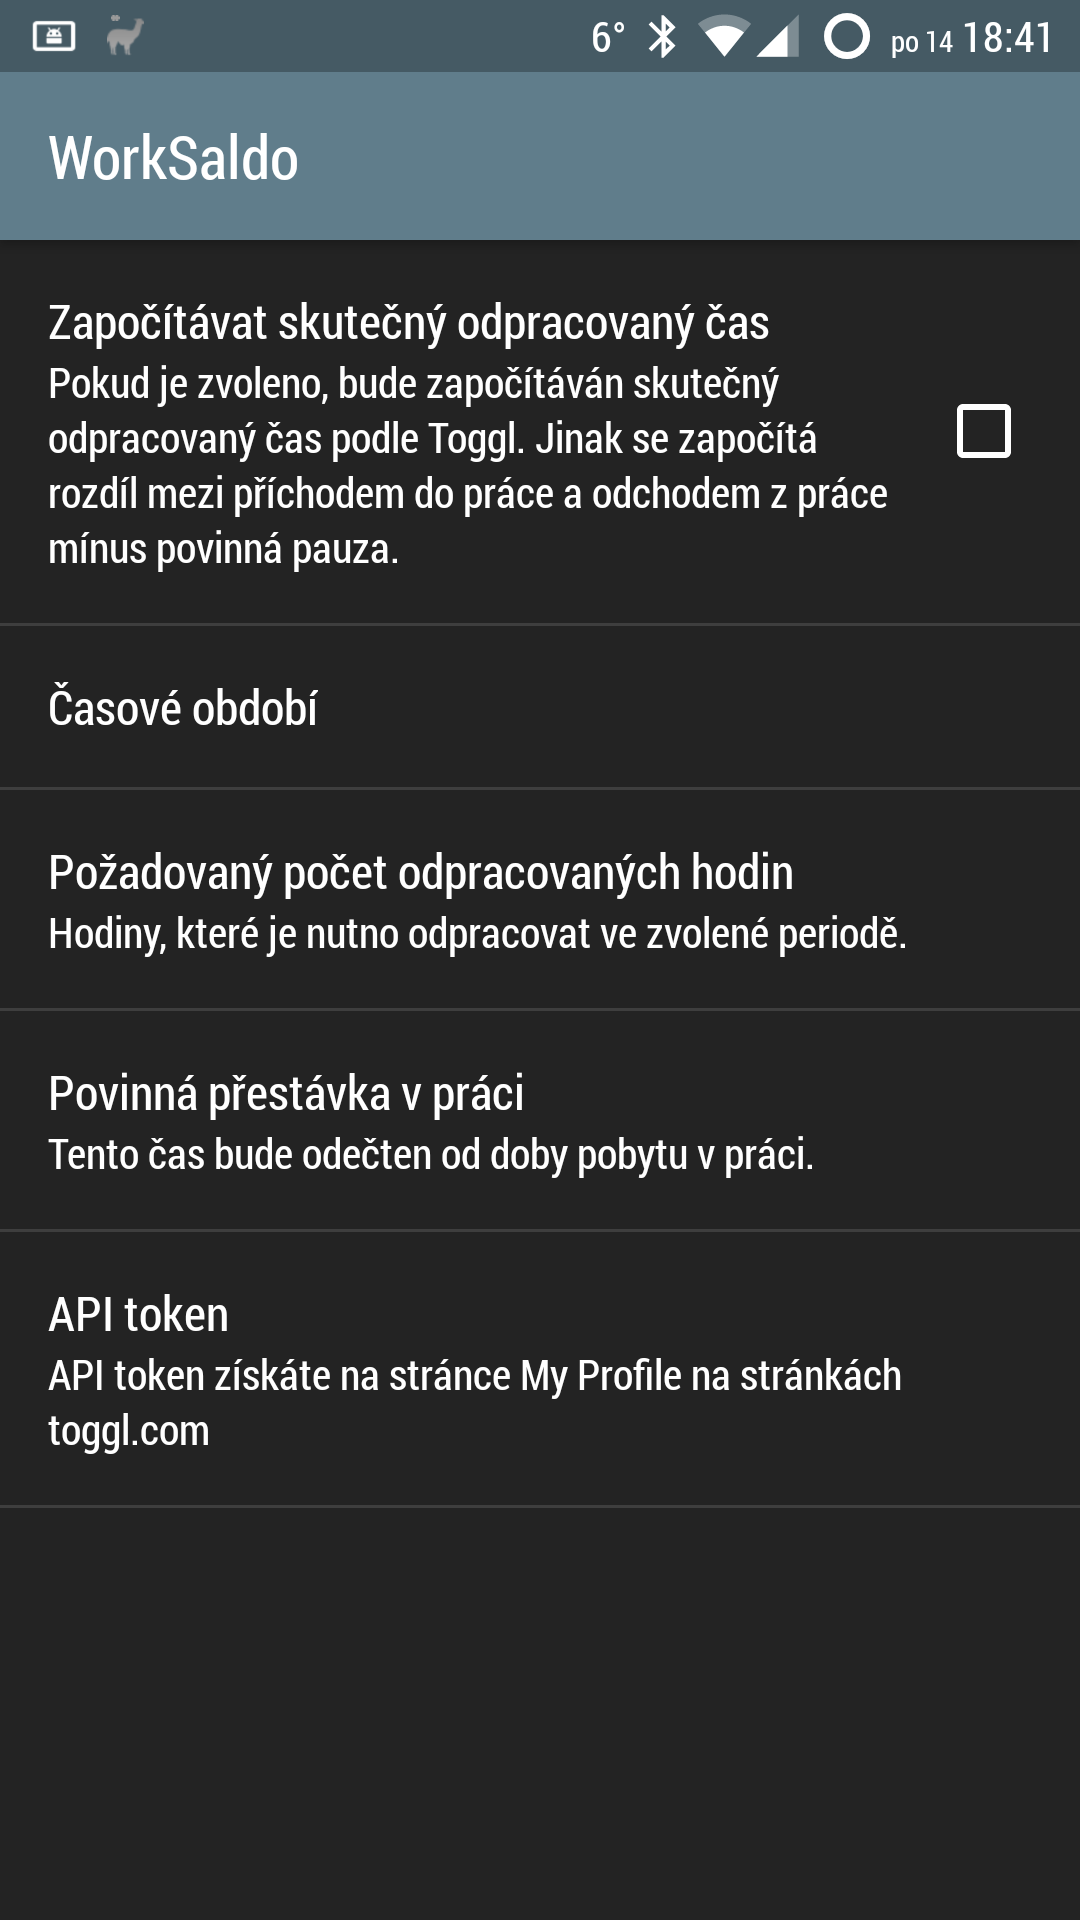 6° po 14 18:41
WorkSaldo
Započítávat skutečný odpracovaný čas
Pokud je zvoleno, bude započítáván skutečný
odpracovaný čas podle Toggl. Jinak se započítá
rozdíl mezi příchodem do práce a odchodem z práce
mínus povinná pauza.
Časové období
Požadovaný počet odpracovaných hodin
Hodiny, které je nutno odpracovat ve zvolené periodě.
Povinná přestávka v práci
Tento čas bude odečten od doby pobytu v práci.
API token
API token získáte na stránce My Profile na stránkách
toggl.com